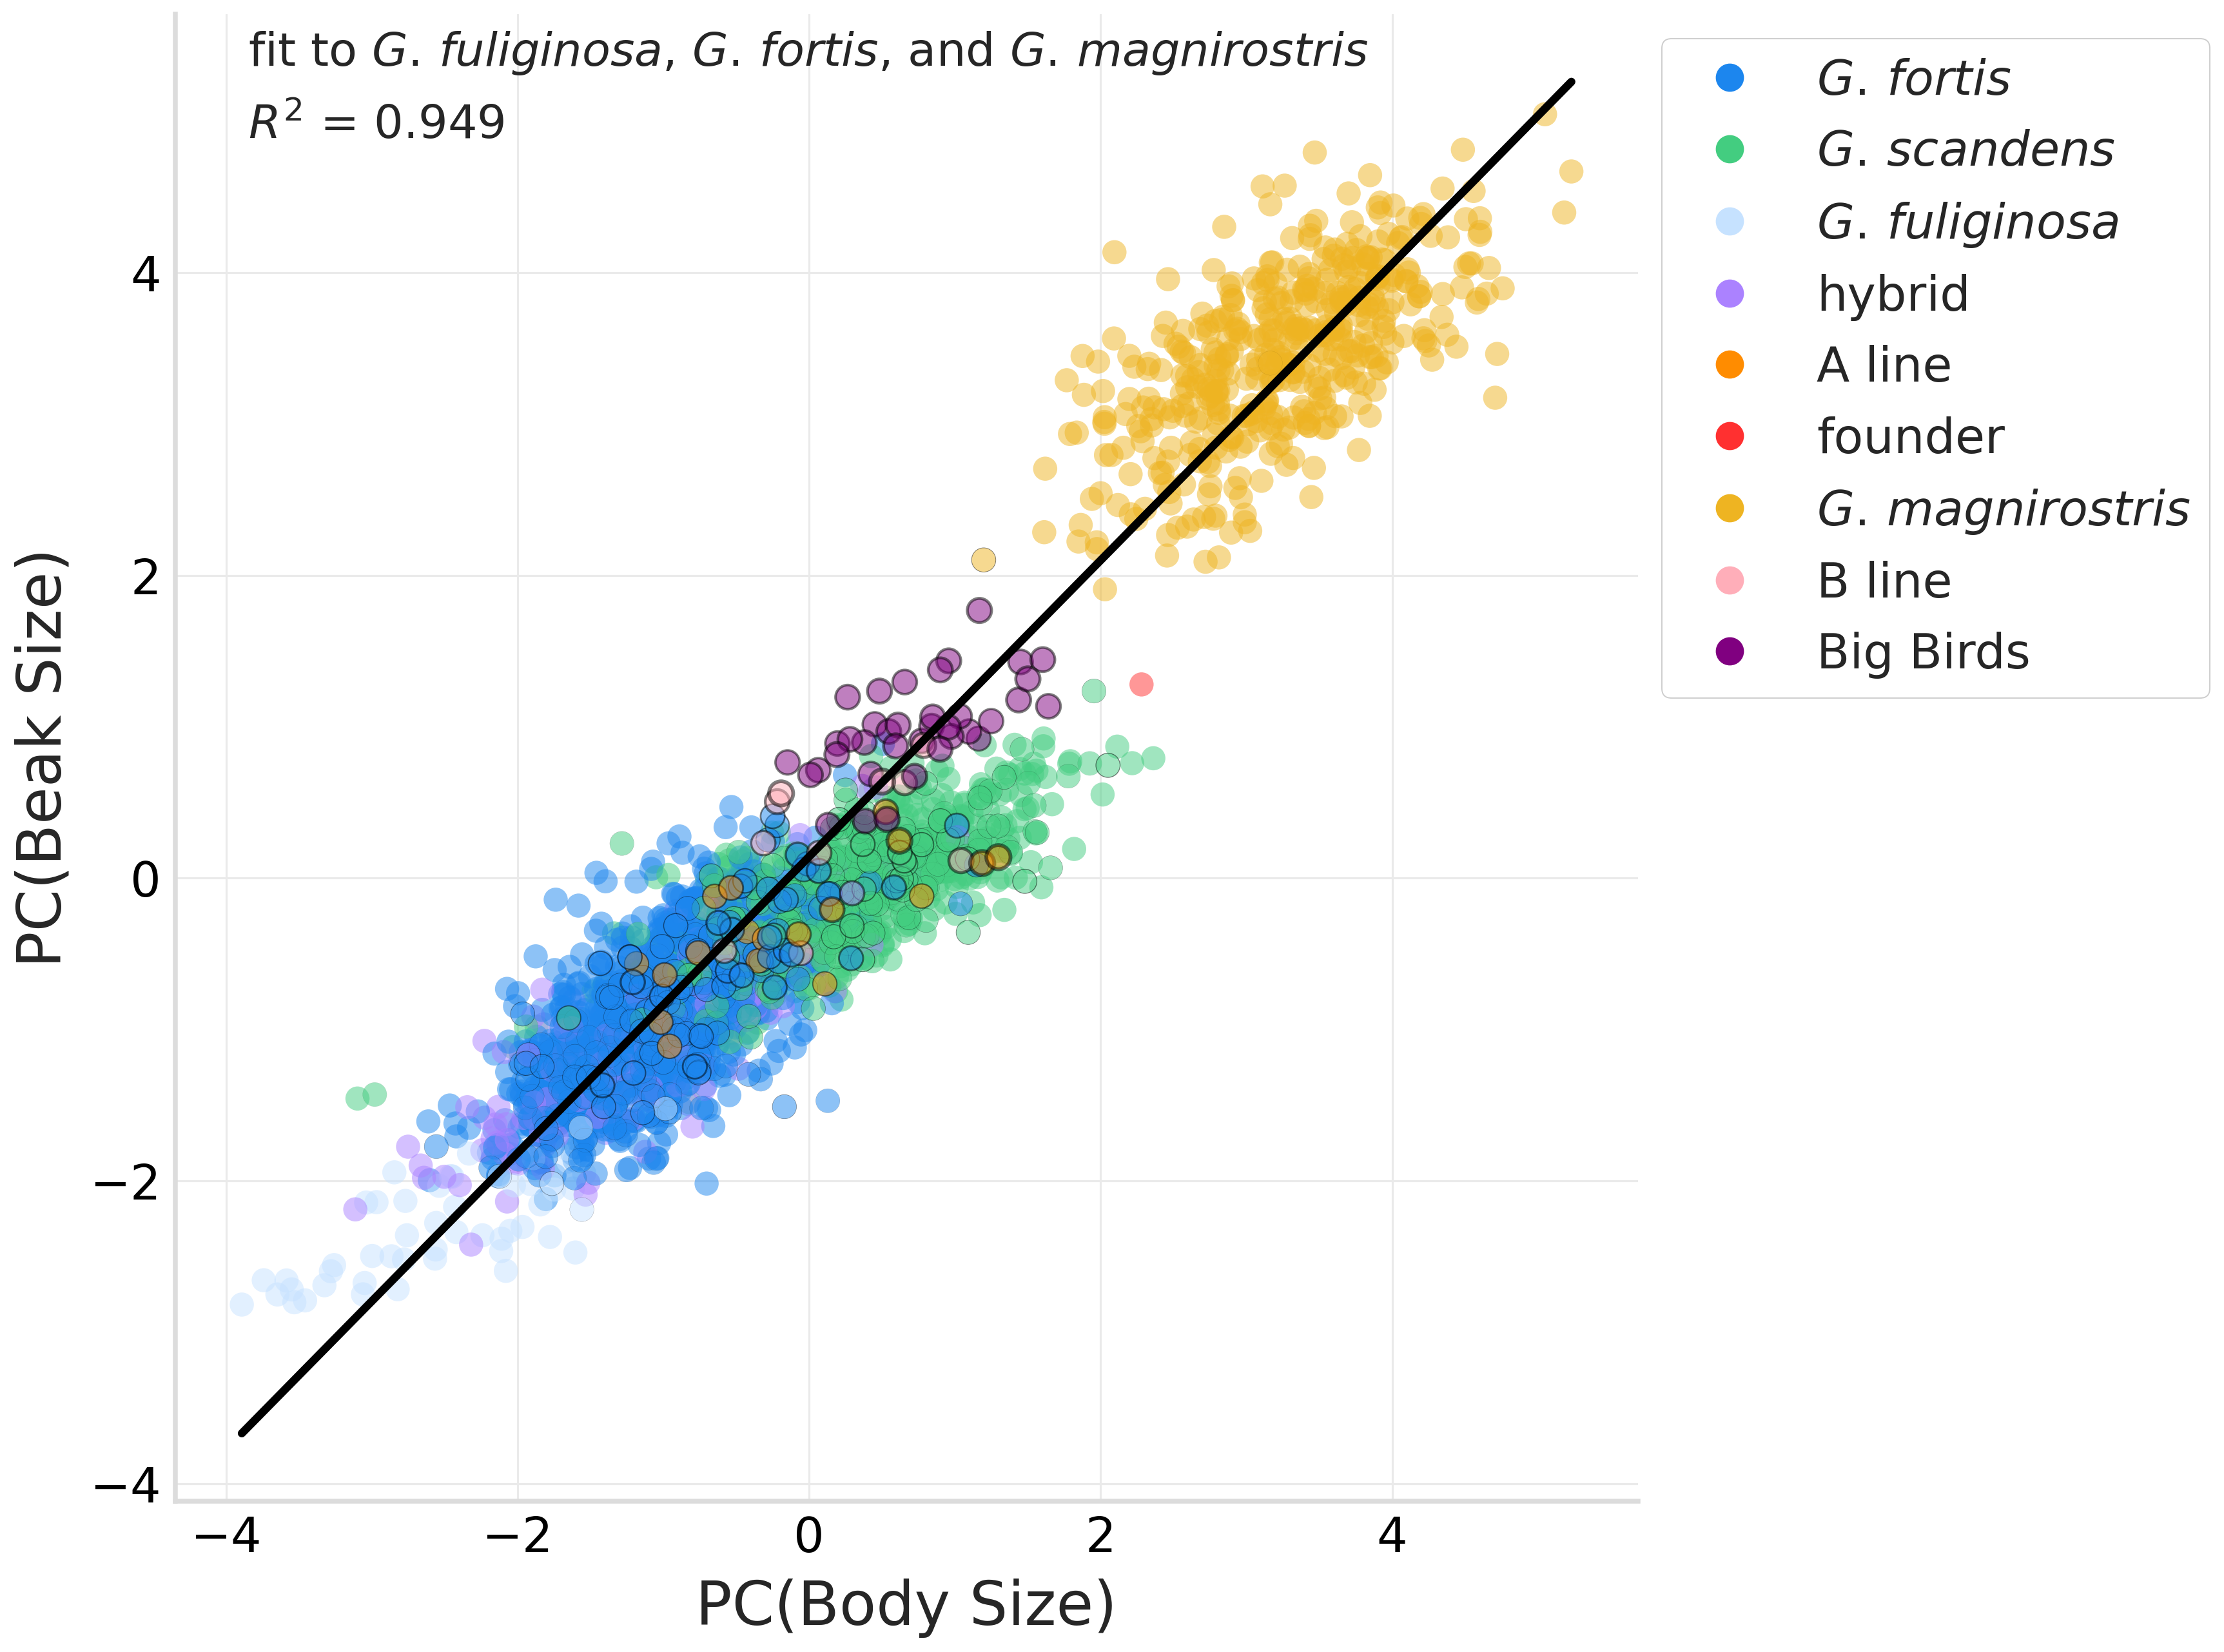 fit to G. fuliginosa, G. fortis, and G. magnirostris
R² = 0.949
G. fortis
G. scandens
G. fuliginosa
hybrid
A line
founder
G. magnirostris
B line
Big Birds
PC(Beak Size)
4
2
0
−2
−4
−4 −2 0 2 4
PC(Body Size)